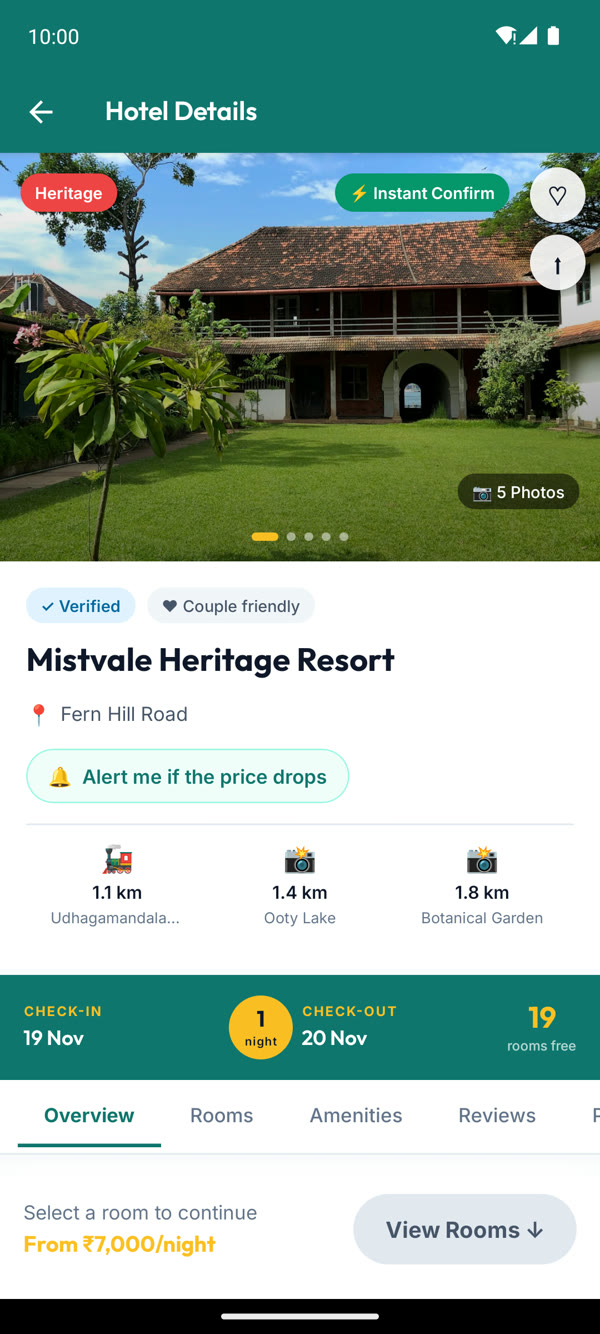 10:00
Hotel Details
Heritage
⚡ Instant Confirm
📷 5 Photos
✓ Verified
♥ Couple friendly
Mistvale Heritage Resort
📍 Fern Hill Road
🔔 Alert me if the price drops
1.1 km
Udhagamandala...
1.4 km
Ooty Lake
1.8 km
Botanical Garden
CHECK-IN
19 Nov
1
night
CHECK-OUT
20 Nov
19
rooms free
Overview
Rooms
Amenities
Reviews
Select a room to continue
From ₹7,000/night
View Rooms ↓